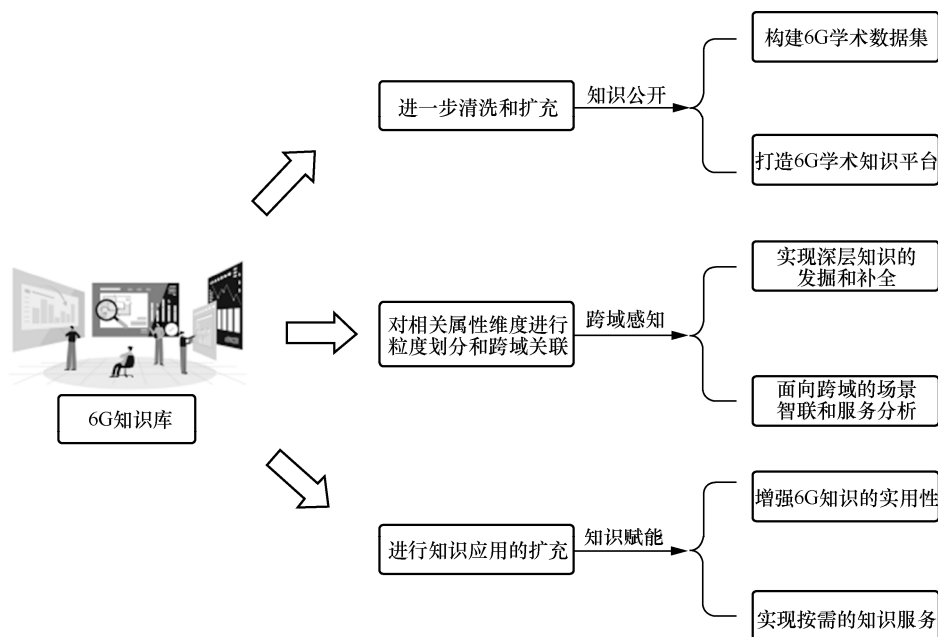 构建6G学术数据集
进一步清洗和扩充
知识公开
打造6G学术知识平台
实现深层知识的
发掘和补全
对相关属性维度进行
粒度划分和跨域关联
跨域感知
面向跨域的场景
智联和服务分析
6G知识库
增强6G知识的实用性
进行知识应用的扩充
知识赋能
实现按需的知识服务